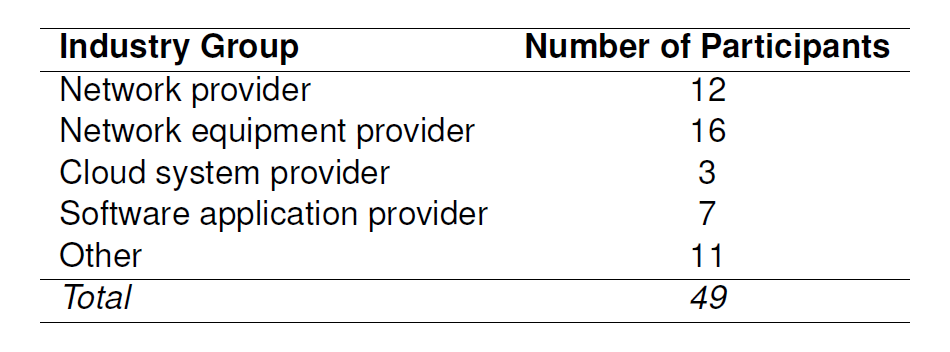 Industry Group Number of Participants
Network provider 12
Network equipment provider 16
Cloud system provider 3
Software application provider 7
Other 11
Total 49